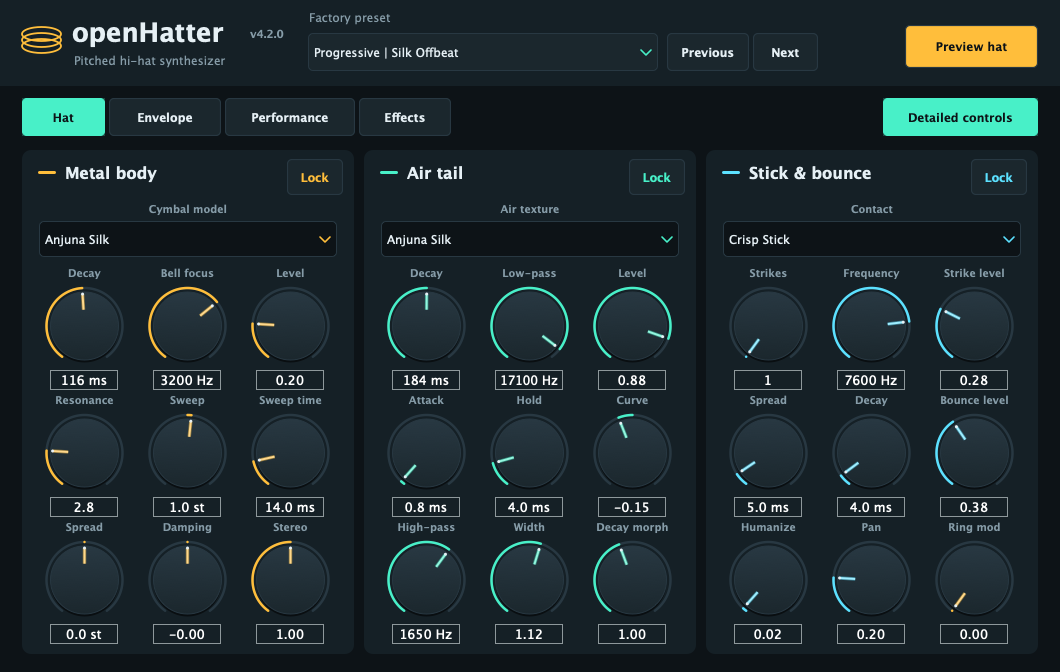 openHatter
v4.2.0
Pitched hi-hat synthesizer
Factory preset
Progressive | Silk Offbeat
Previous
Next
Preview hat
Hat
Envelope
Performance
Effects
Detailed controls
Metal body
Lock
Cymbal model
Anjuna Silk
Decay
Bell focus
Level
116 ms
3200 Hz
0.20
Resonance
Sweep
Sweep time
2.8
1.0 st
14.0 ms
Spread
Damping
Stereo
0.0 st
−0.00
1.00
Air tail
Lock
Air texture
Anjuna Silk
Decay
Low-pass
Level
184 ms
17100 Hz
0.88
Attack
Hold
Curve
0.8 ms
4.0 ms
−0.15
High-pass
Width
Decay morph
1650 Hz
1.12
1.00
Stick & bounce
Lock
Contact
Crisp Stick
Strikes
Frequency
Strike level
1
7600 Hz
0.28
Spread
Decay
Bounce level
5.0 ms
4.0 ms
0.38
Humanize
Pan
Ring mod
0.02
0.20
0.00